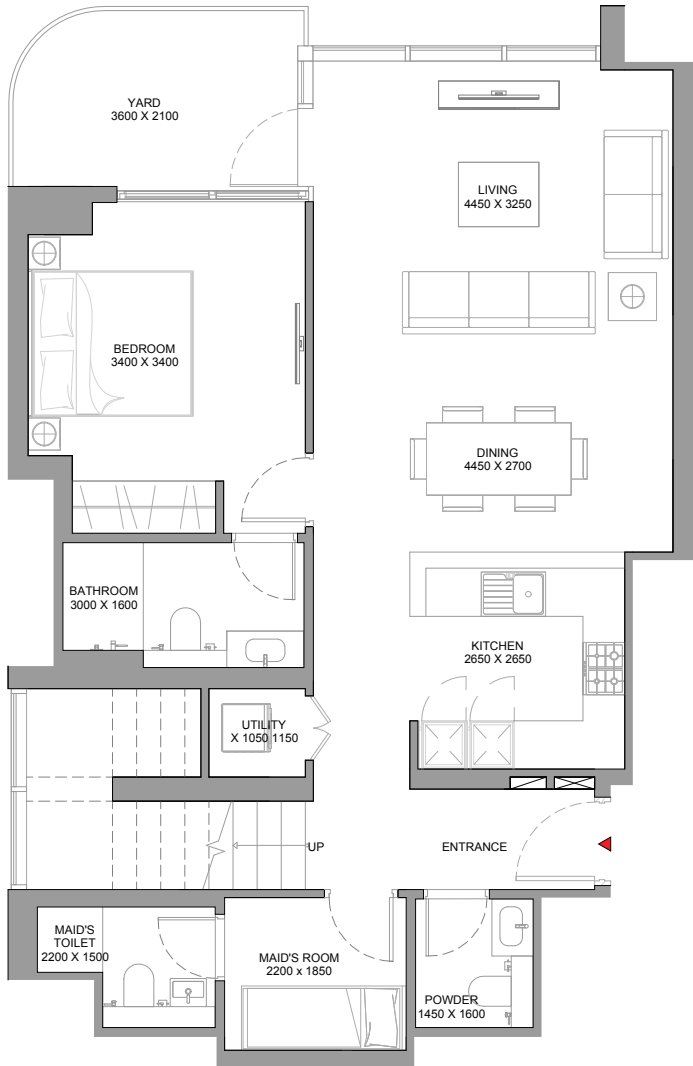 YARD
3600 X 2100
LIVING
4450 X 3250
BEDROOM
3400 X 3400
DINING
4450 X 2700
BATHROOM
3000 X 1600
KITCHEN
2650 X 2650
UTILITY
X 1050 1150
UP
ENTRANCE
MAID'S
TOILET
2200 X 1500
MAID'S ROOM
2200 x 1850
POWDER
1450 X 1600